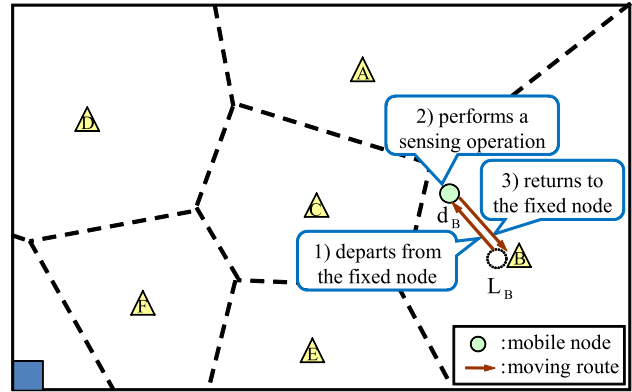 A
2) performs a
sensing operation
D
3) returns to
the fixed node
C
d B
1) departs from
the fixed node
B
L B
F
E
:mobile node
:moving route